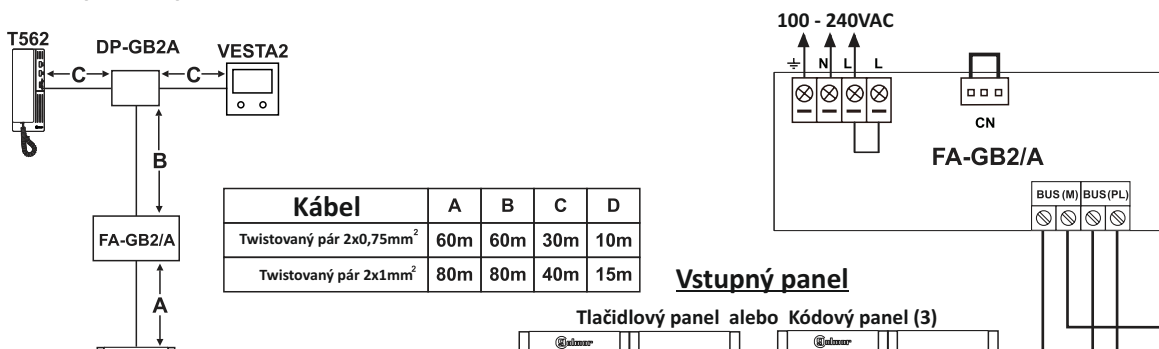 100 - 240VAC
T562
DP-GB2A
VESTA2
C
C
N L L
CN
FA-GB2/A
B
Kábel A B C D
Twistovaný pár 2x0,75mm² 60m 60m 30m 10m
Twistovaný pár 2x1mm² 80m 80m 40m 15m
BUS (M) BUS (PL)
FA-GB2/A
A
Vstupný panel
Tlačidlový panel alebo Kódový panel (3)
Golmar
Golmar